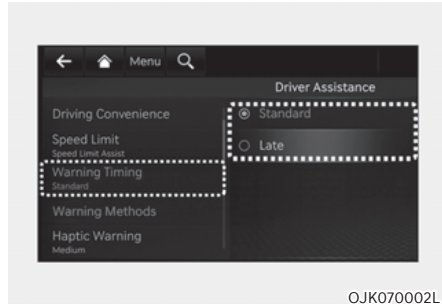 Menu
Driver Assistance
Driving Convenience
Speed Limit
Speed Limit Assist
Warning Timing
Standard
Warning Methods
Haptic Warning
Medium
Standard
Late
OJK070002L